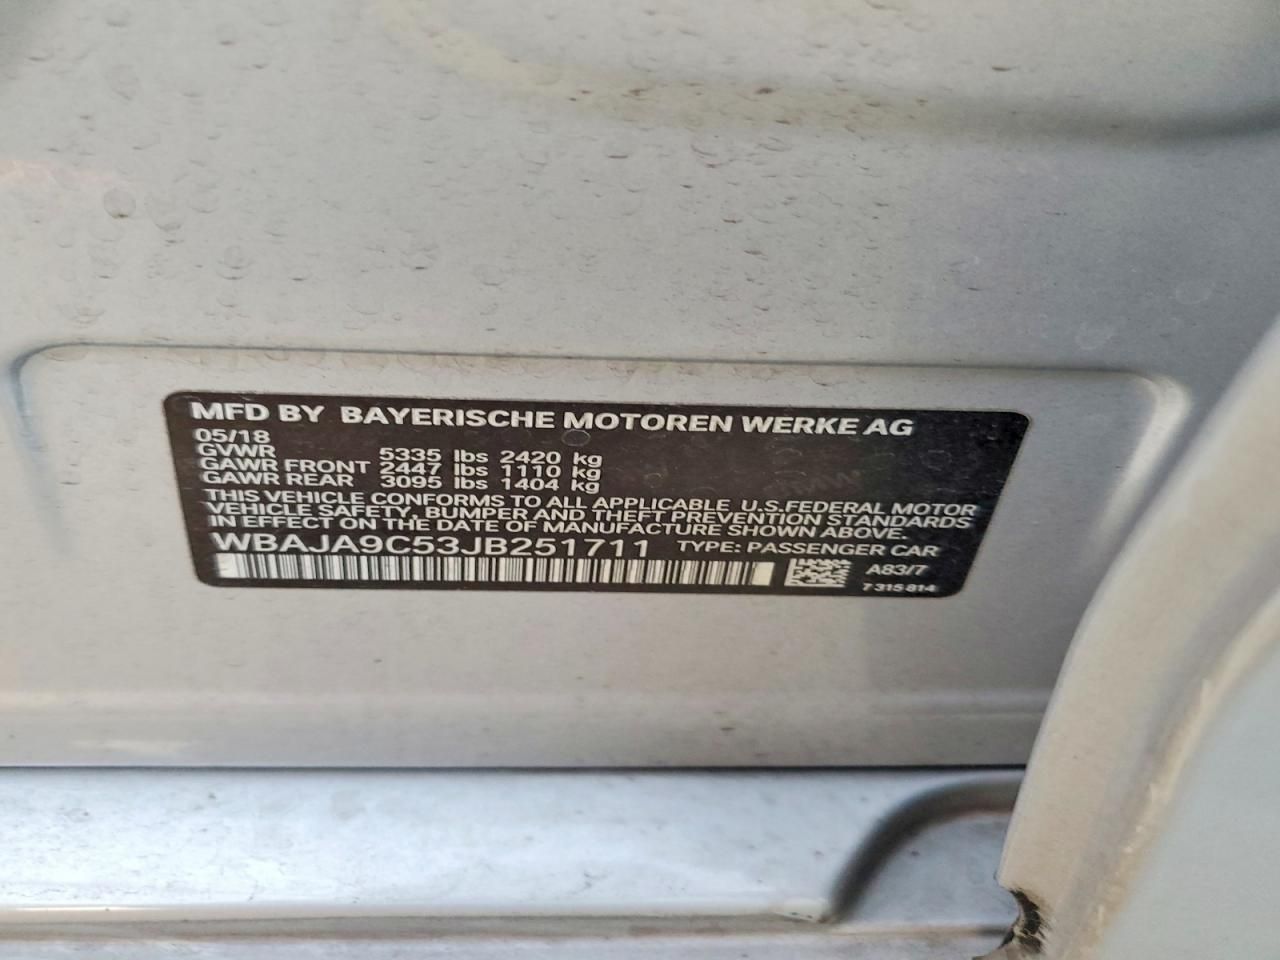 MFD BY BAYERISCHE MOTOREN WERKE AG
05/18
GVWR 5335 lbs 2420 kg
GAWR FRONT 2447 lbs 1110 kg
GAWR REAR 3095 lbs 1404 kg
THIS VEHICLE CONFORMS TO ALL APPLICABLE U.S.FEDERAL MOTOR
VEHICLE SAFETY, BUMPER AND THEFT PREVENTION STANDARDS
IN EFFECT ON THE DATE OF MANUFACTURE SHOWN ABOVE.
WBAJA9C53JB251711 TYPE: PASSENGER CAR
A83/7
7 315 814